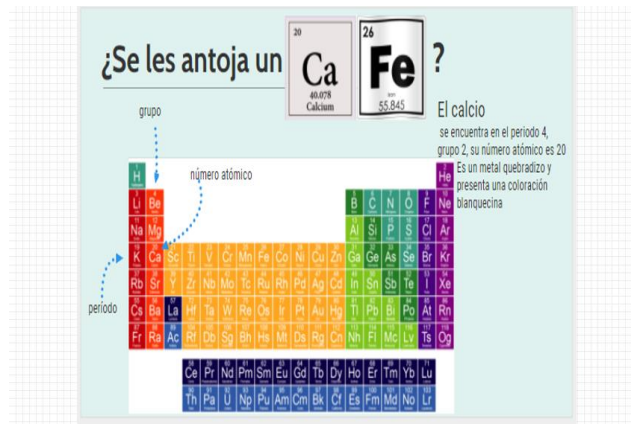 ¿Se les antoja un
20
Ca
40.078
Calcium
26
Fe
55.845
?
El calcio
se encuentra en el periodo 4,
grupo 2, su número atómico es 20
Es un metal quebradizo y
presenta una coloración
blanquecina
grupo
número atómico
periodo
H He
Li Be B C N O F Ne
Na Mg Al Si P S Cl Ar
K Ca Sc Ti V Cr Mn Fe Co Ni Cu Zn Ga Ge As Se Br Kr
Rb Sr Y Zr Nb Mo Tc Ru Rh Pd Ag Cd In Sn Sb Te I Xe
Cs Ba La Hf Ta W Re Os Ir Pt Au Hg Tl Pb Bi Po At Rn
Fr Ra Ac Rf Db Sg Bh Hs Mt Ds Rg Cn Nh Fl Mc Lv Ts Og
Ce Pr Nd Pm Sm Eu Gd Tb Dy Ho Er Tm Yb Lu
Th Pa U Np Pu Am Cm Bk Cf Es Fm Md No Lr